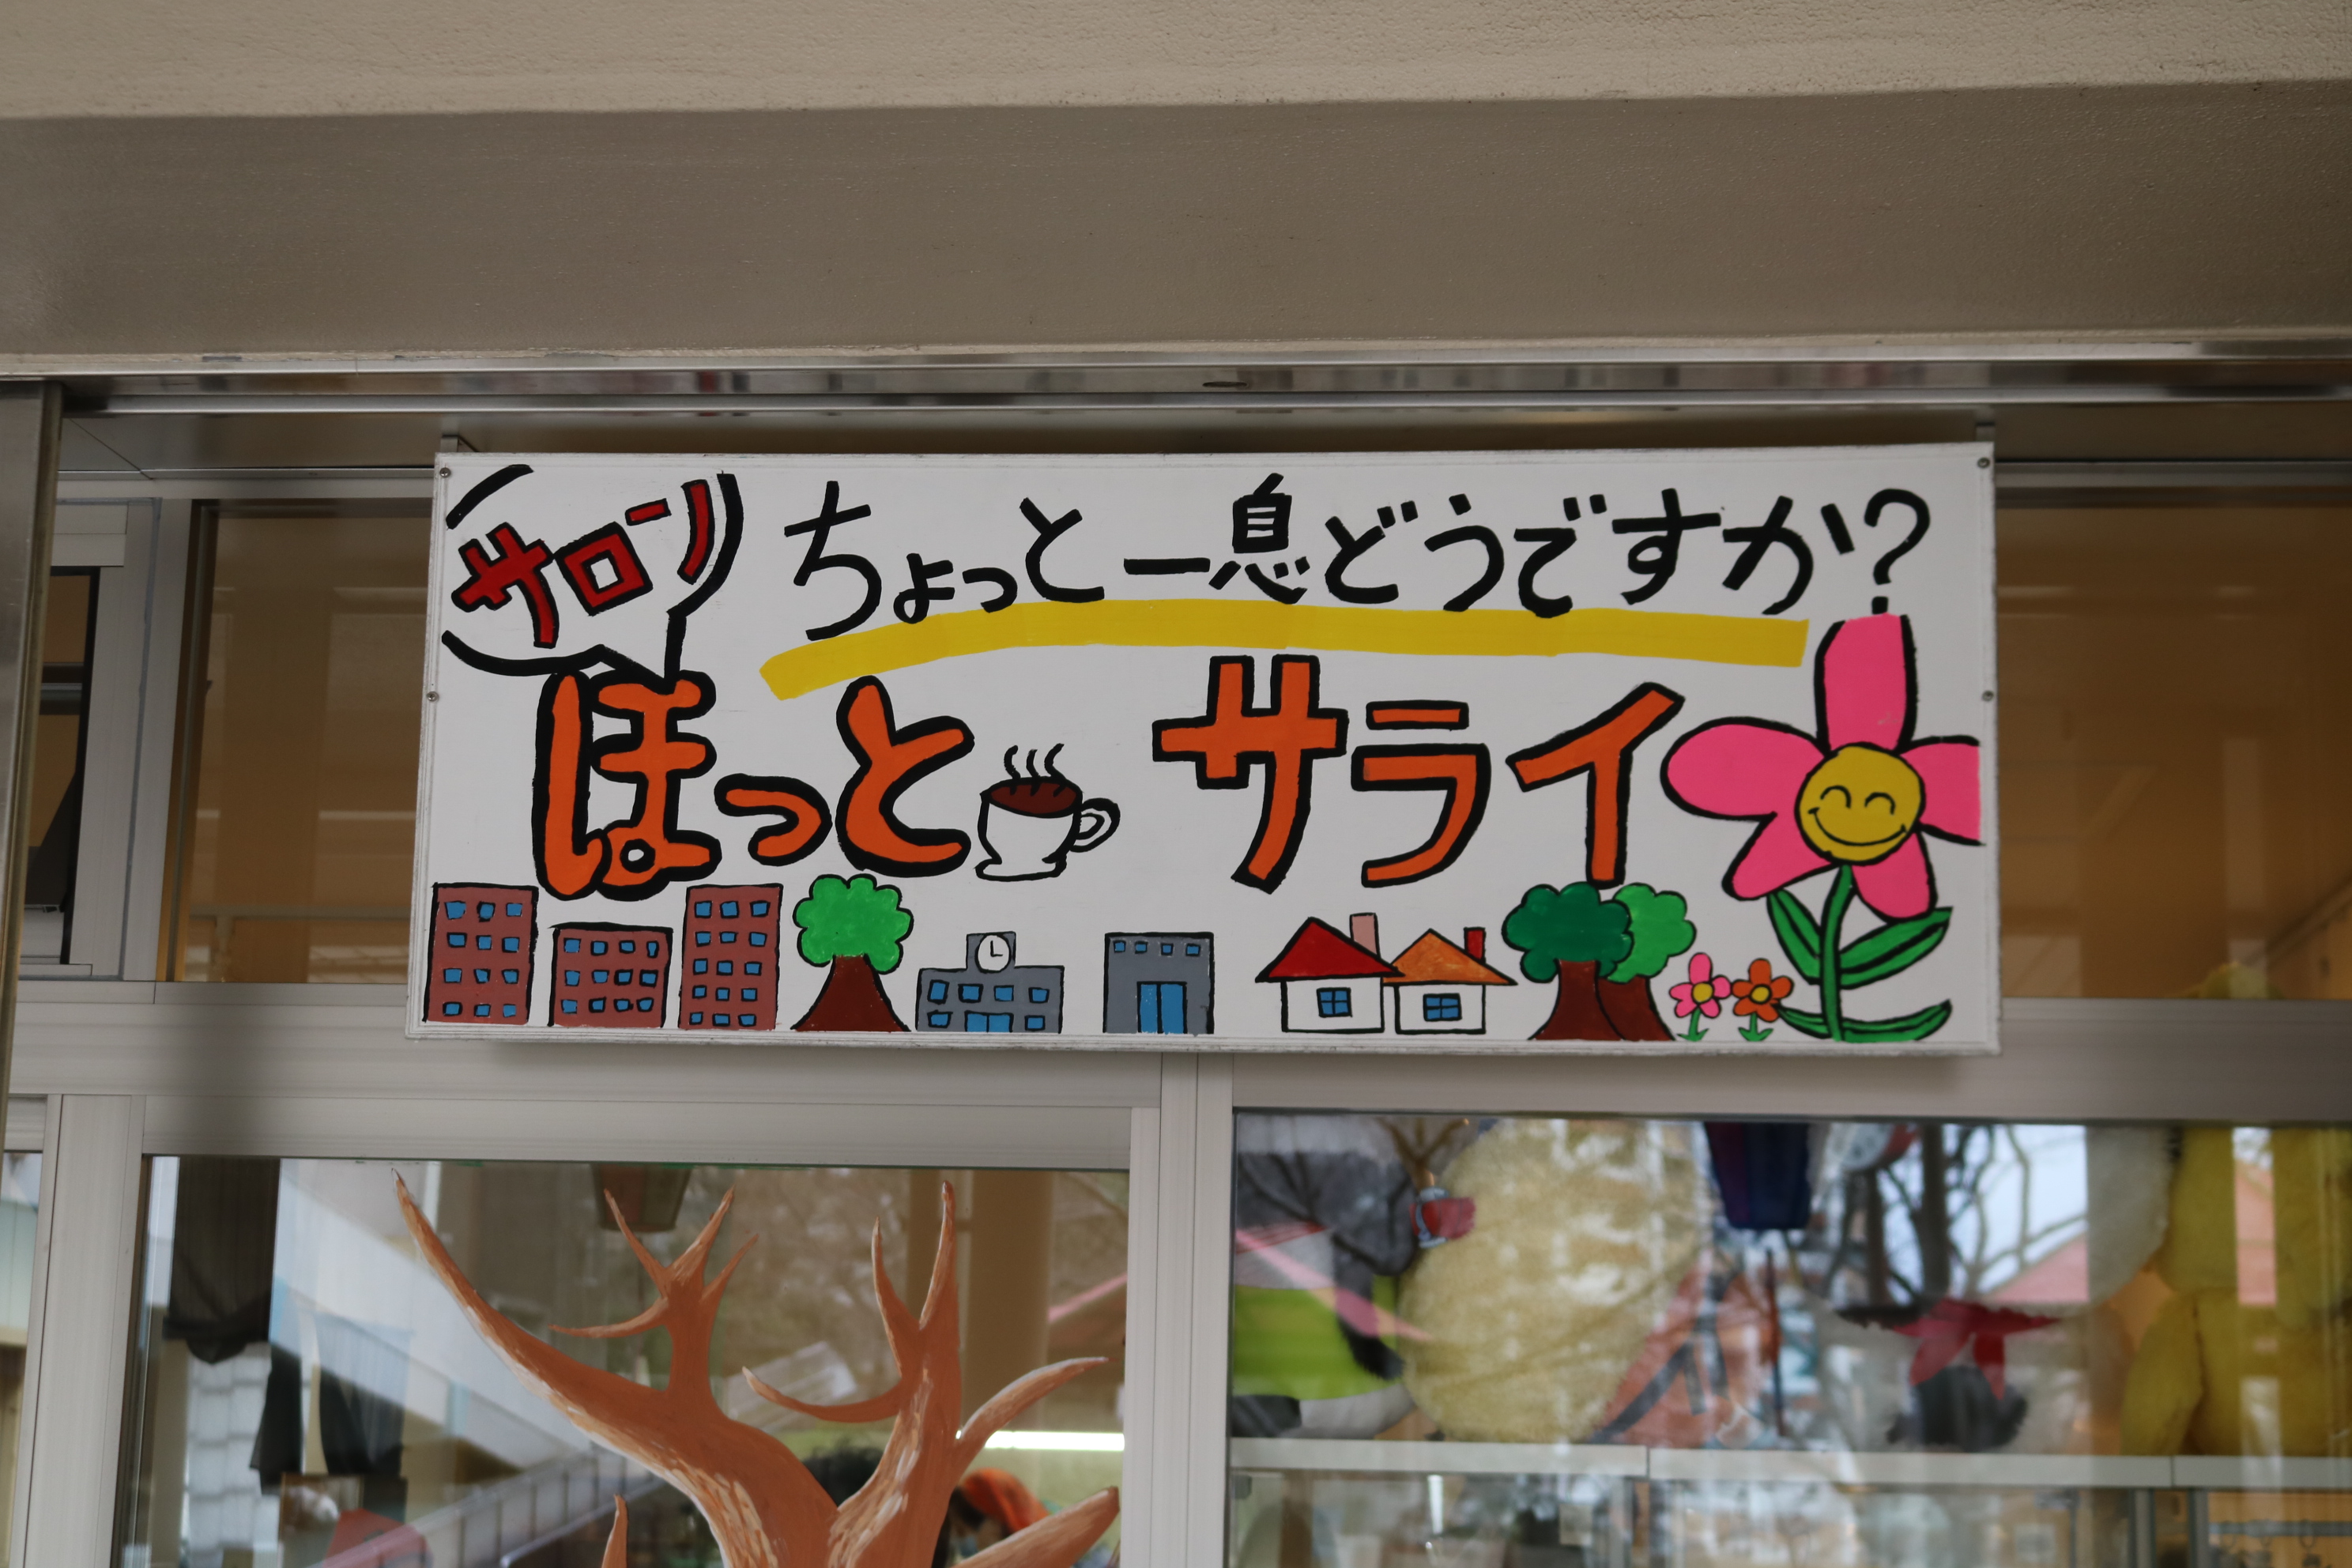 サロン
ちょっと一息どうですか?
ほっと サライ